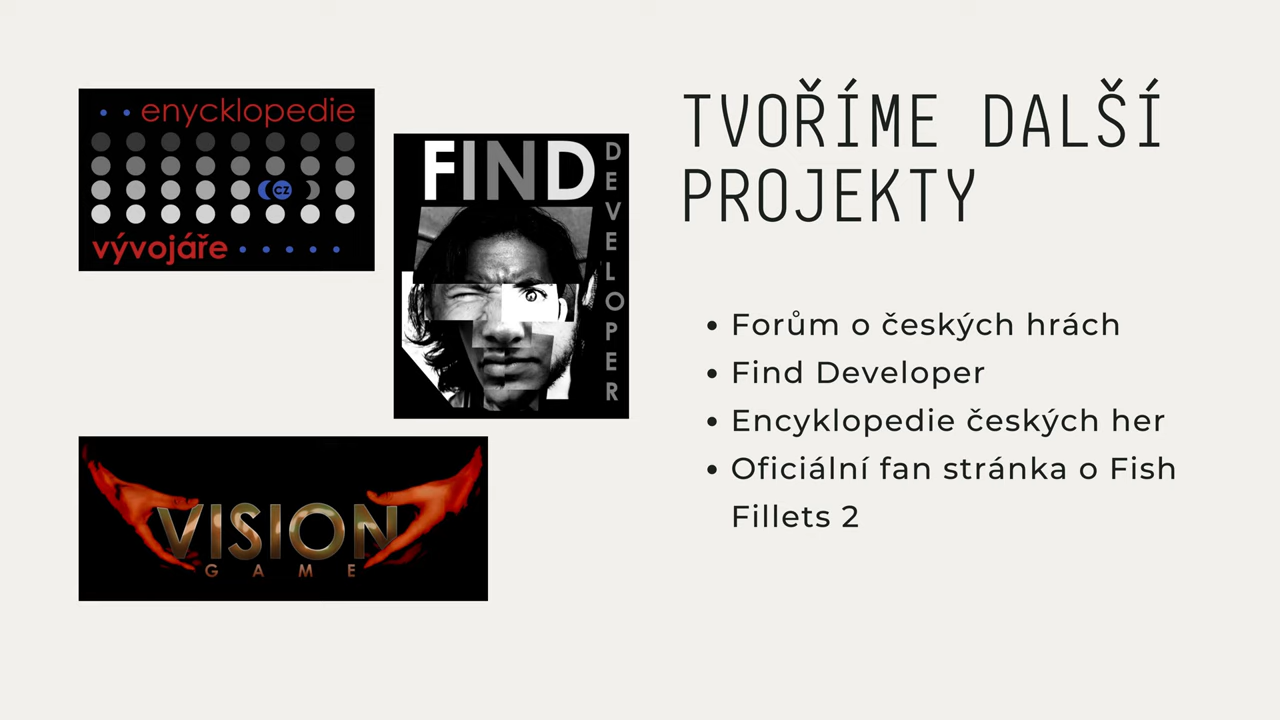 enycklopedie
CZ
vývojáře
FIND
DEVELOPER
VISION
GAME
TVOŘÍME DALŠÍ
PROJEKTY
• Forům o českých hrách
• Find Developer
• Encyklopedie českých her
• Oficiální fan stránka o Fish
Fillets 2